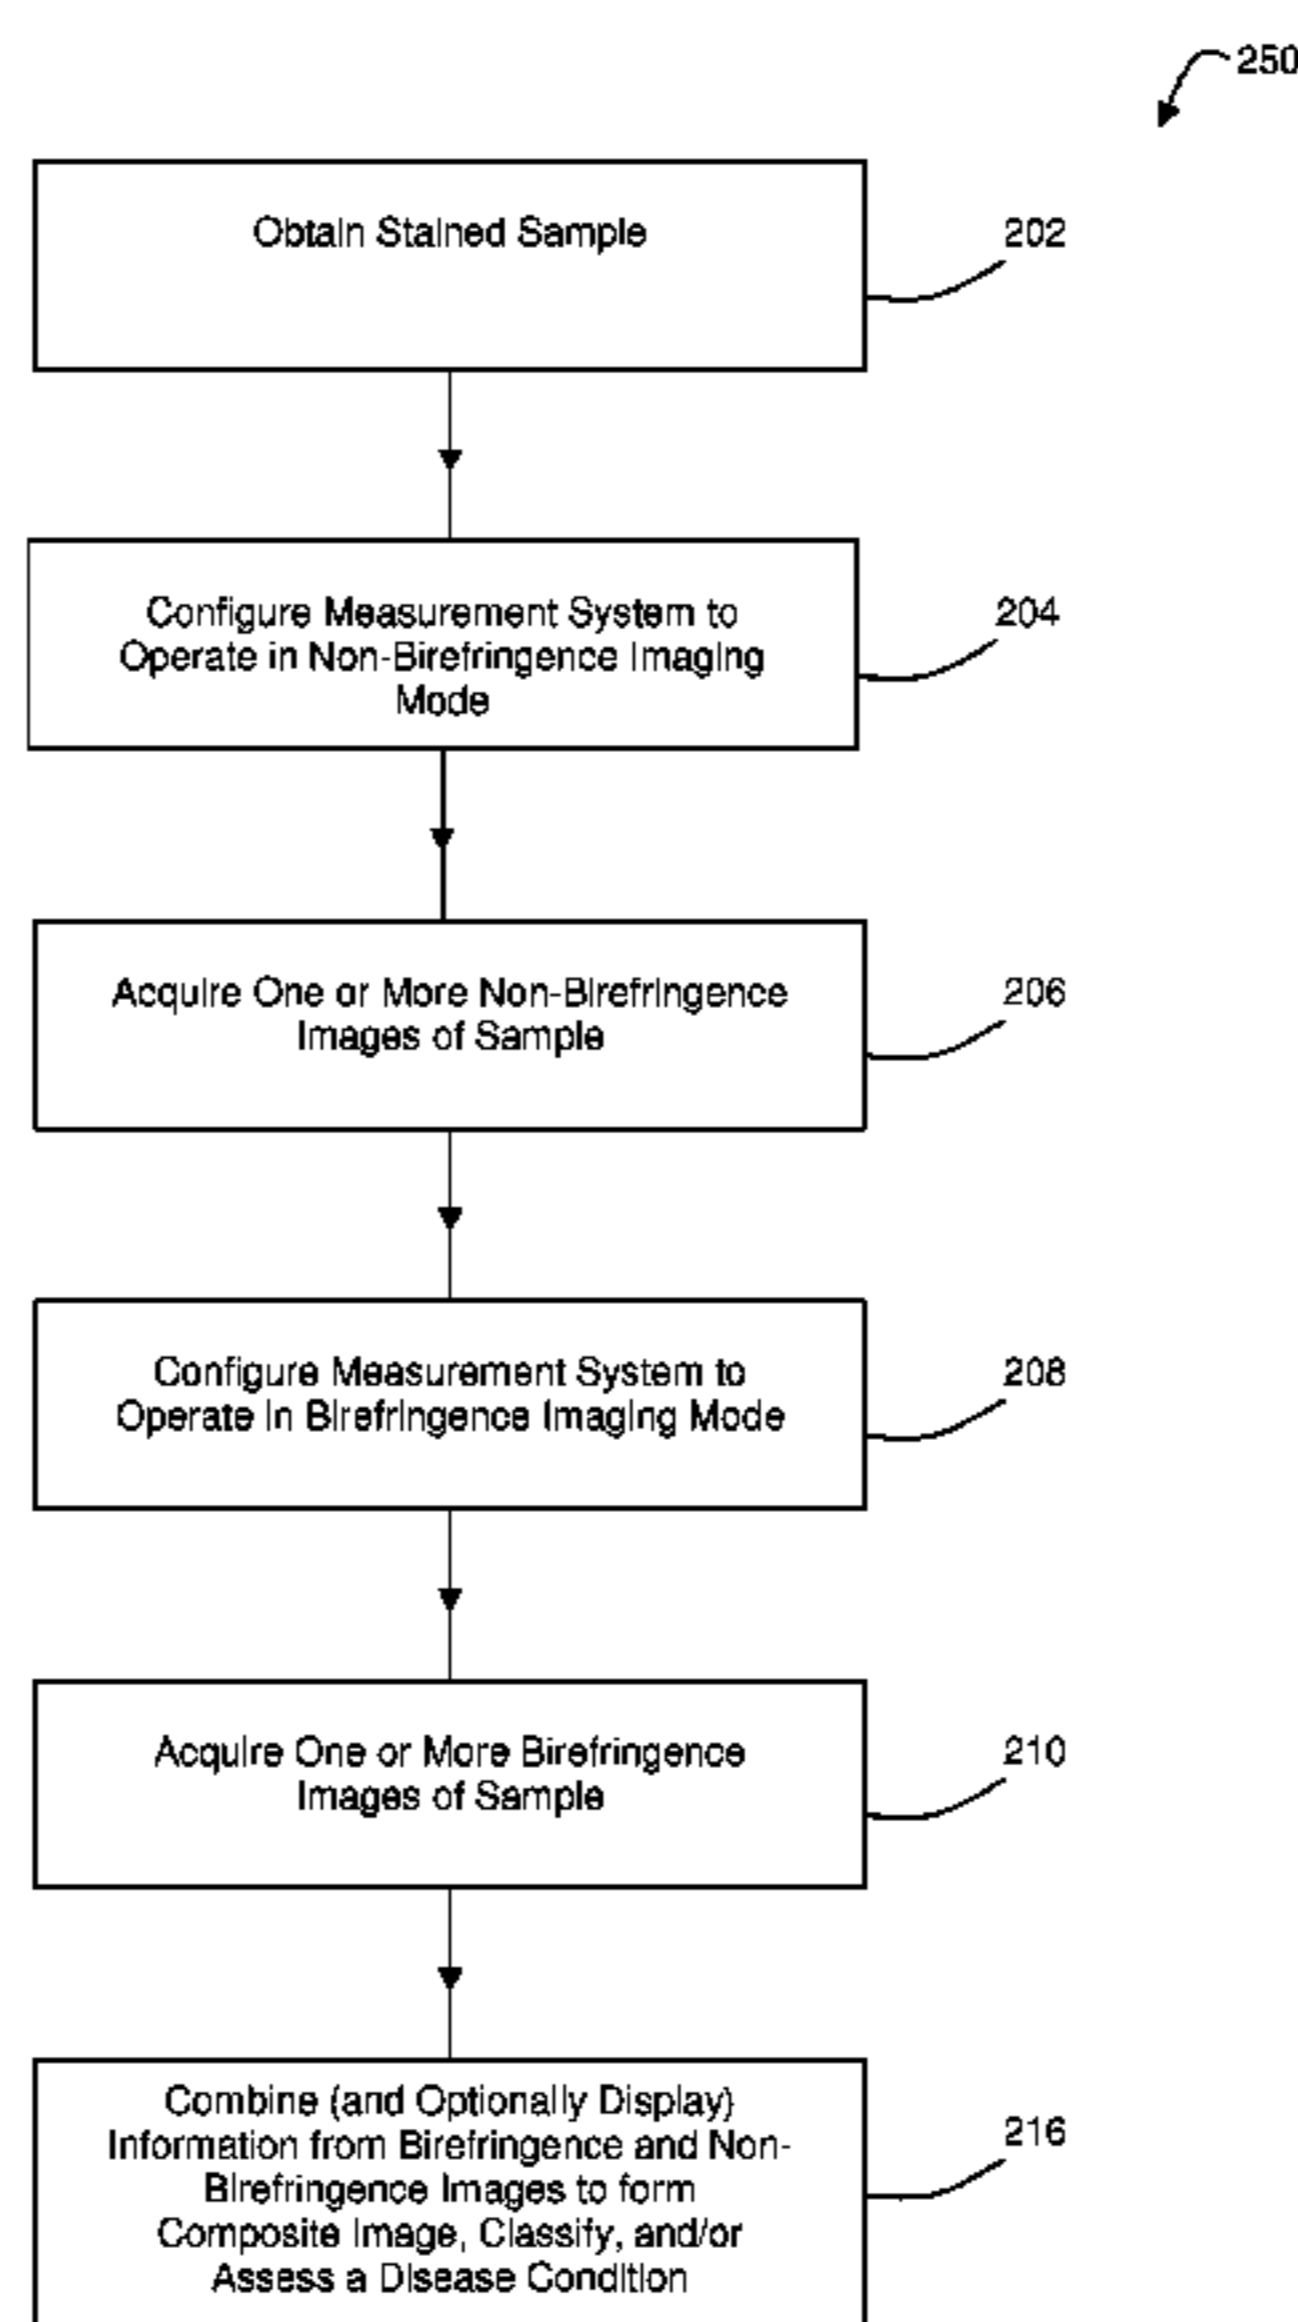 250
Obtain Stained Sample
202
Configure Measurement System to
Operate in Non-Birefringence Imaging
Mode
204
Acquire One or More Non-Birefringence
Images of Sample
206
Configure Measurement System to
Operate in Birefringence Imaging Mode
208
Acquire One or More Birefringence
Images of Sample
210
Combine (and Optionally Display)
Information from Birefringence and Non-
Birefringence Images to form
Composite Image, Classify, and/or
Assess a Disease Condition
216